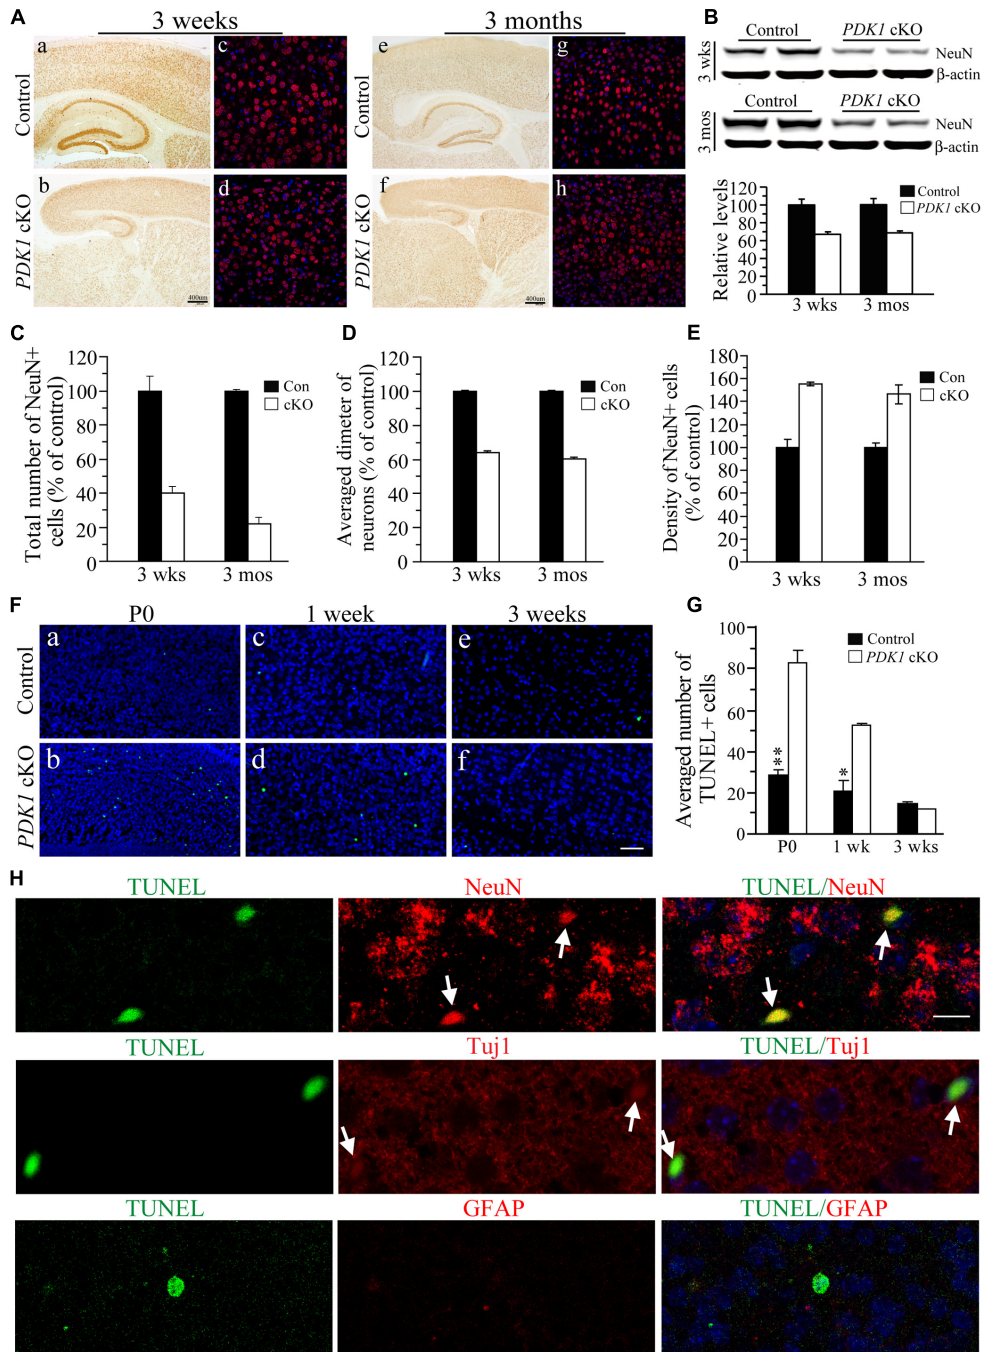 A
3 weeks
3 months
Control
PDK1 cKO
a
c
b
d
400um
Control
PDK1 cKO
e
g
f
h
400um
B
Control
PDK1 cKO
3 wks
NeuN
β-actin
Control
PDK1 cKO
3 mos
NeuN
β-actin
Relative levels
120
100
80
60
40
20
0
Control
PDK1 cKO
3 wks
3 mos
C
Total number of NeuN+
cells (% of control)
120
100
80
60
40
20
0
Con
cKO
3 wks
3 mos
D
Averaged dimeter of
neurons (% of control)
120
100
80
60
40
20
0
Con
cKO
3 wks
3 mos
E
Density of NeuN+ cells
(% of control)
180
160
140
120
100
80
60
40
20
0
Con
cKO
3 wks
3 mos
F
P0
1 week
3 weeks
Control
PDK1 cKO
a
c
e
b
d
f
G
Averaged number of
TUNEL+ cells
100
80
60
40
20
0
Control
PDK1 cKO
**
*
P0
1 wk
3 wks
H
TUNEL
NeuN
TUNEL/NeuN
TUNEL
Tuj1
TUNEL/Tuj1
TUNEL
GFAP
TUNEL/GFAP